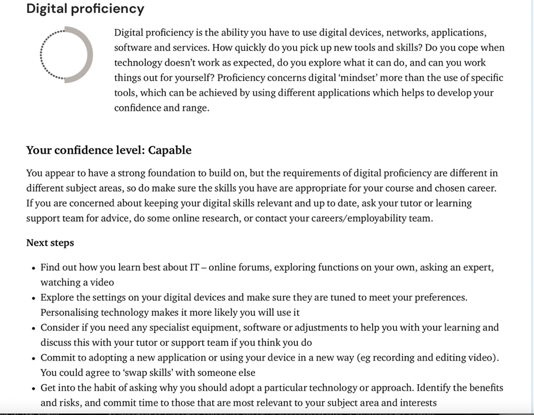 Digital proficiency
Digital proficiency is the ability you have to use digital devices, networks, applications,
software and services. How quickly do you pick up new tools and skills? Do you cope when
technology doesn't work as expected, do you explore what it can do, and can you work
things out for yourself? Proficiency concerns digital 'mindset' more than the use of specific
tools, which can be achieved by using different applications which helps to develop your
confidence and range.
Your confidence level: Capable
You appear to have a strong foundation to build on, but the requirements of digital proficiency are different in
different subject areas, so do make sure the skills you have are appropriate for your course and chosen career.
If you are concerned about keeping your digital skills relevant and up to date, ask your tutor or learning
support team for advice, do some online research, or contact your careers/employability team.
Next steps
• Find out how you learn best about IT – online forums, exploring functions on your own, asking an expert,
watching a video
• Explore the settings on your digital devices and make sure they are tuned to meet your preferences.
Personalising technology makes it more likely you will use it
• Consider if you need any specialist equipment, software or adjustments to help you with your learning and
discuss this with your tutor or support team if you think you do
• Commit to adopting a new application or using your device in a new way (eg recording and editing video).
You could agree to 'swap skills' with someone else
• Get into the habit of asking why you should adopt a particular technology or approach. Identify the benefits
and risks, and commit time to those that are most relevant to your subject area and interests